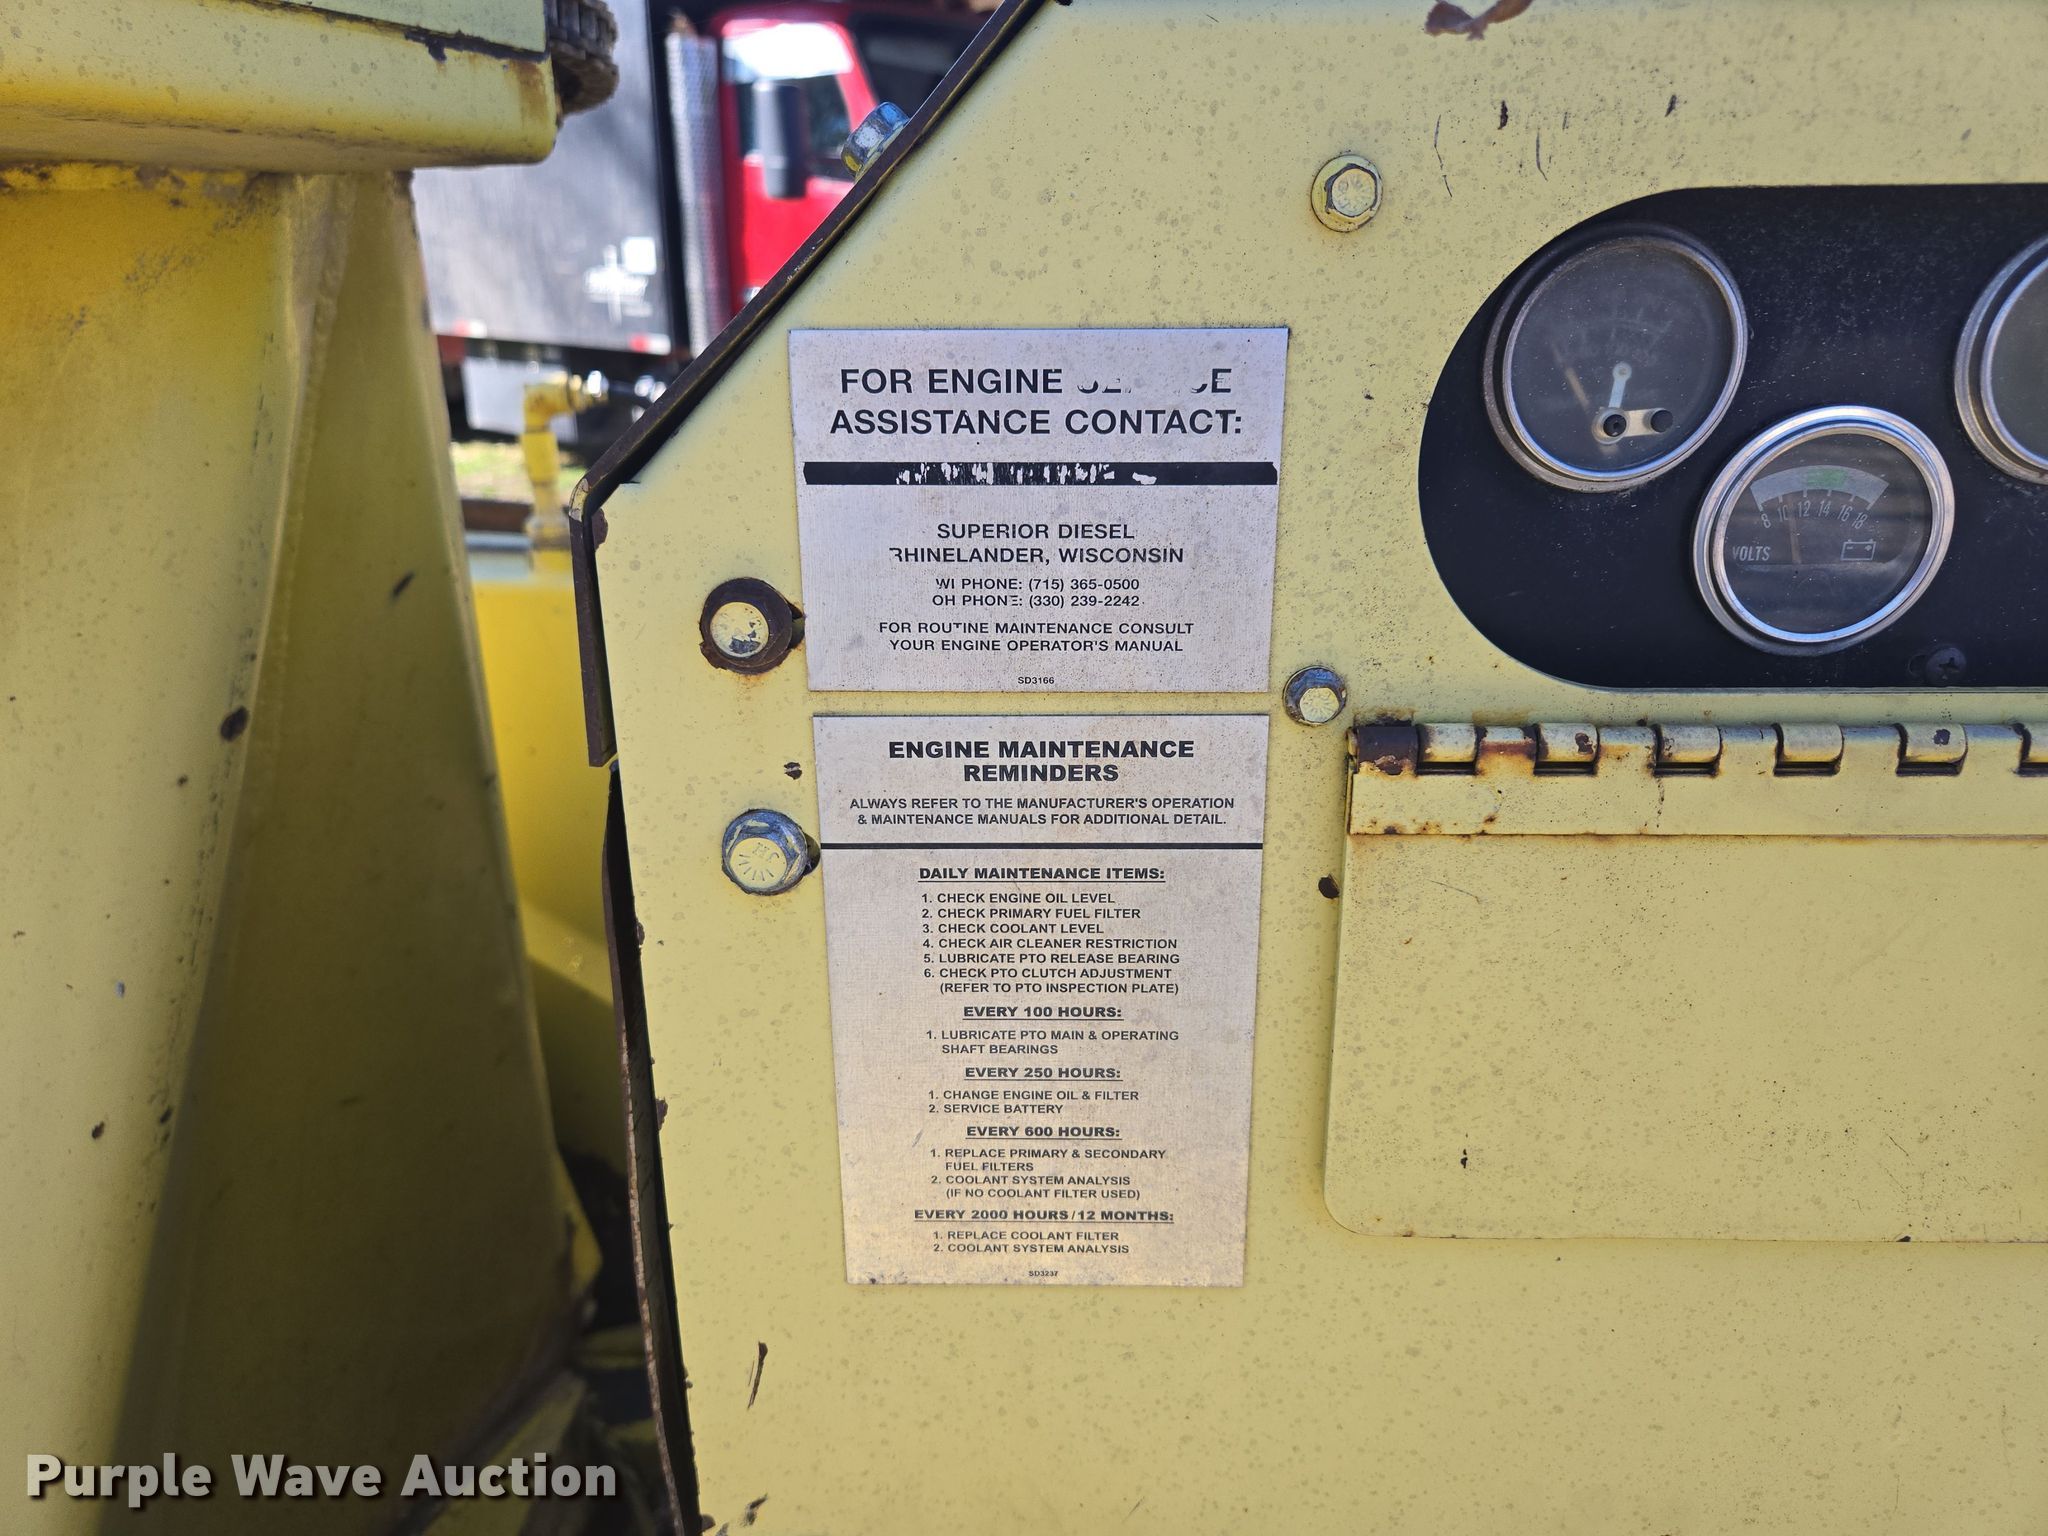 FOR ENGINE
ASSISTANCE CONTACT:
SUPERIOR DIESEL
RHINELANDER, WISCONSIN
WI PHONE: (715) 365-0500
OH PHONE: (330) 239-2242
FOR ROUTINE MAINTENANCE CONSULT
YOUR ENGINE OPERATOR'S MANUAL
SD3166
8 10 12 14 16 18
VOLTS
ENGINE MAINTENANCE
REMINDERS
ALWAYS REFER TO THE MANUFACTURER'S OPERATION
& MAINTENANCE MANUALS FOR ADDITIONAL DETAIL.
DAILY MAINTENANCE ITEMS:
1. CHECK ENGINE OIL LEVEL
2. CHECK PRIMARY FUEL FILTER
3. CHECK COOLANT LEVEL
4. CHECK AIR CLEANER RESTRICTION
5. LUBRICATE PTO RELEASE BEARING
6. CHECK PTO CLUTCH ADJUSTMENT
(REFER TO PTO INSPECTION PLATE)
EVERY 100 HOURS:
1. LUBRICATE PTO MAIN & OPERATING
SHAFT BEARINGS
EVERY 250 HOURS:
1. CHANGE ENGINE OIL & FILTER
2. SERVICE BATTERY
EVERY 600 HOURS:
1. REPLACE PRIMARY & SECONDARY
FUEL FILTERS
2. COOLANT SYSTEM ANALYSIS
(IF NO COOLANT FILTER USED)
EVERY 2000 HOURS/12 MONTHS:
1. REPLACE COOLANT FILTER
2. COOLANT SYSTEM ANALYSIS
SD3237
Purple Wave Auction